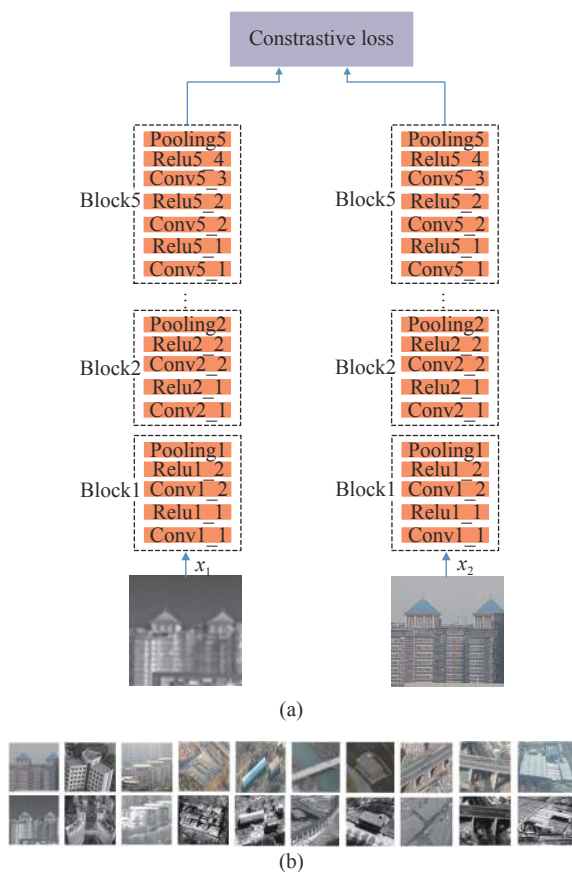 Constrastive loss
Pooling5
Relu5_4
Conv5_3
Block5
Relu5_2
Conv5_2
Relu5_1
Conv5_1
⋮
Pooling2
Relu2_2
Block2
Conv2_2
Relu2_1
Conv2_1
Pooling1
Relu1_2
Block1
Conv1_2
Relu1_1
Conv1_1
x1
Pooling5
Relu5_4
Conv5_3
Block5
Relu5_2
Conv5_2
Relu5_1
Conv5_1
⋮
Pooling2
Relu2_2
Block2
Conv2_2
Relu2_1
Conv2_1
Pooling1
Relu1_2
Block1
Conv1_2
Relu1_1
Conv1_1
x2
(a)
(b)